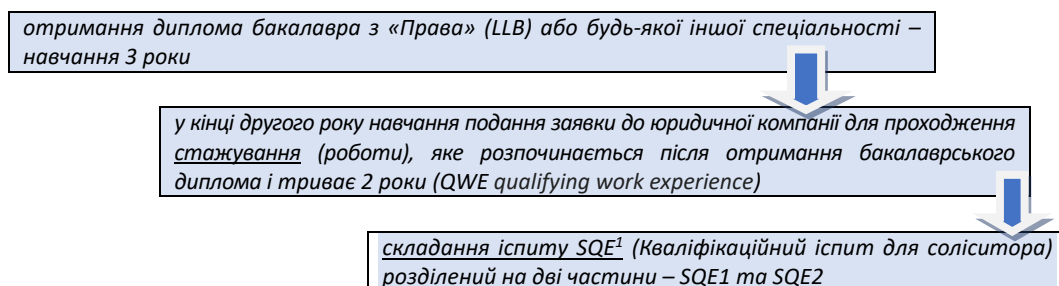 отримання диплома бакалавра з «Права» (LLB) або будь-якої іншої спеціальності –
навчання 3 роки
у кінці другого року навчання подання заявки до юридичної компанії для проходження
стажування (роботи), яке розпочинається після отримання бакалаврського
диплома і триває 2 роки (QWE qualifying work experience)
складання іспиту SQE¹ (Кваліфікаційний іспит для солісітора)
розділений на дві частини – SQE1 та SQE2